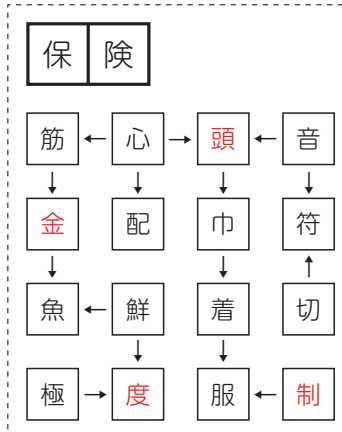 保険
筋 ← 心 → 頭 ← 音
金 配 巾 符
魚 ← 鮮 着 切
極 → 度 服 ← 制